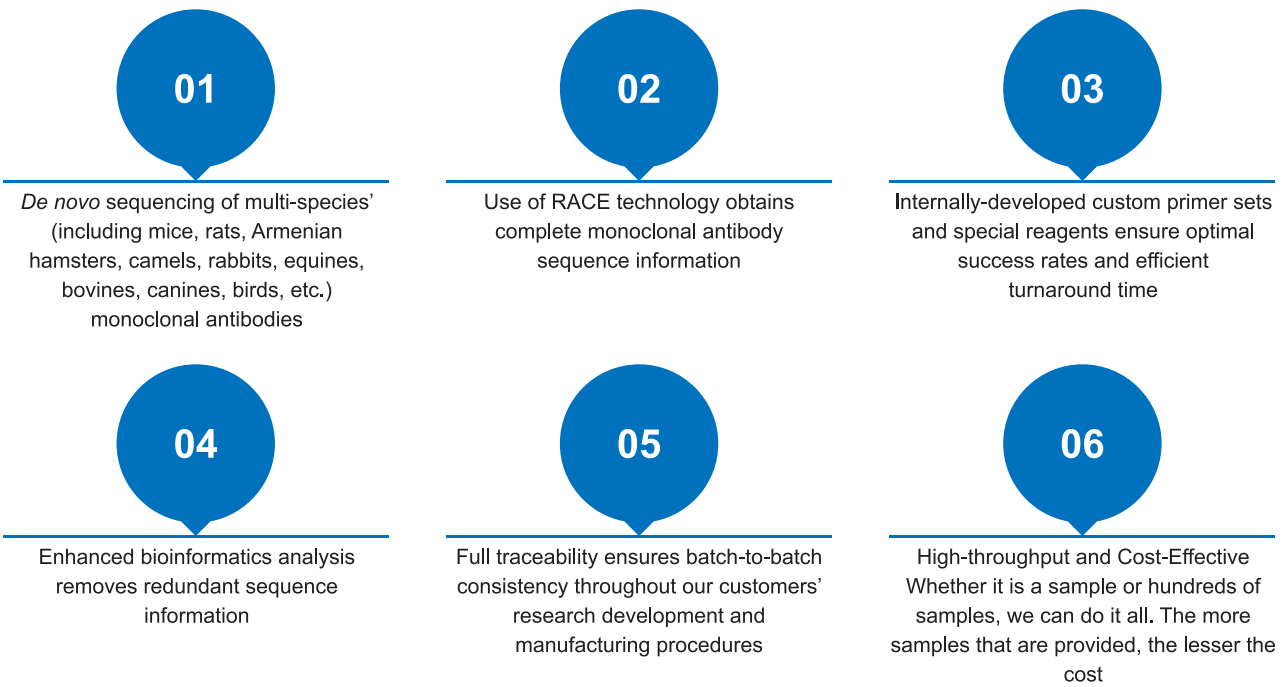 01
De novo sequencing of multi-species’
(including mice, rats, Armenian
hamsters, camels, rabbits, equines,
bovines, canines, birds, etc.)
monoclonal antibodies
02
Use of RACE technology obtains
complete monoclonal antibody
sequence information
03
Internally-developed custom primer sets
and special reagents ensure optimal
success rates and efficient
turnaround time
04
Enhanced bioinformatics analysis
removes redundant sequence
information
05
Full traceability ensures batch-to-batch
consistency throughout our customers’
research development and
manufacturing procedures
06
High-throughput and Cost-Effective
Whether it is a sample or hundreds of
samples, we can do it all. The more
samples that are provided, the lesser the
cost